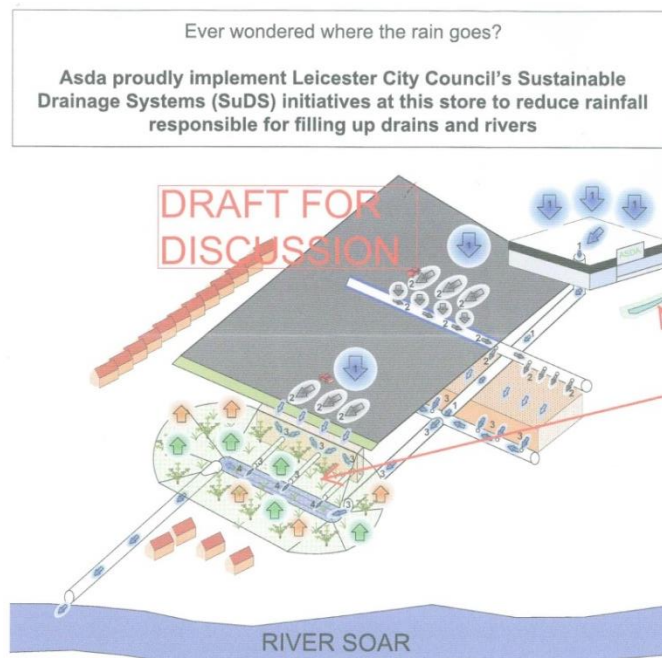 Ever wondered where the rain goes?
Asda proudly implement Leicester City Council's Sustainable
Drainage Systems (SuDS) initiatives at this store to reduce rainfall
responsible for filling up drains and rivers
DRAFT FOR
DISCUSSION
ASDA
RIVER SOAR